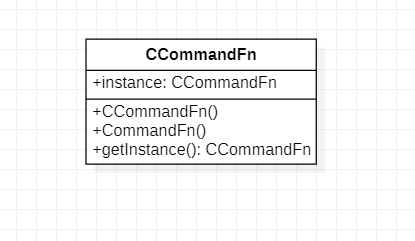 CCommandFn
+instance: CCommandFn
+CCommandFn()
+CommandFn()
+getInstance(): CCommandFn